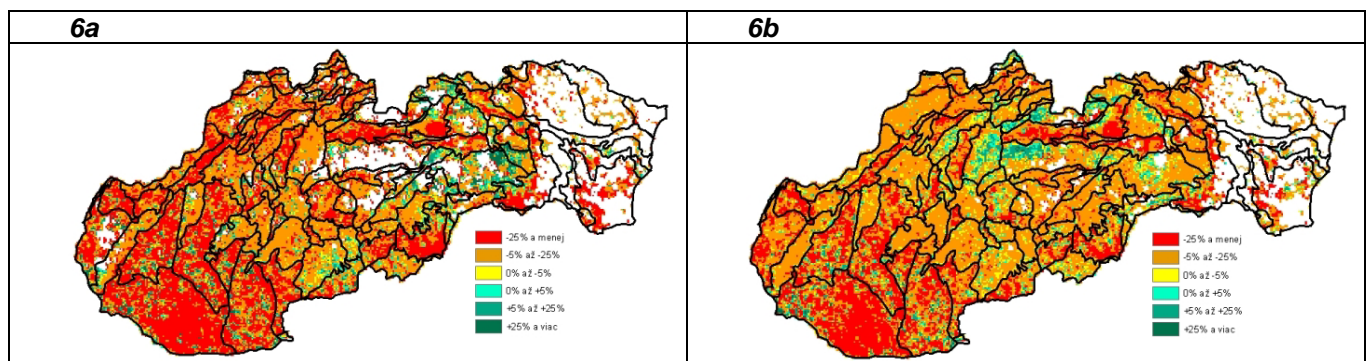 6a
6b
-25% a menej
-5% až -25%
0% až -5%
0% až +5%
+5% až +25%
+25% a viac
-25% a menej
-5% až -25%
0% až -5%
0% až +5%
+5% až +25%
+25% a viac